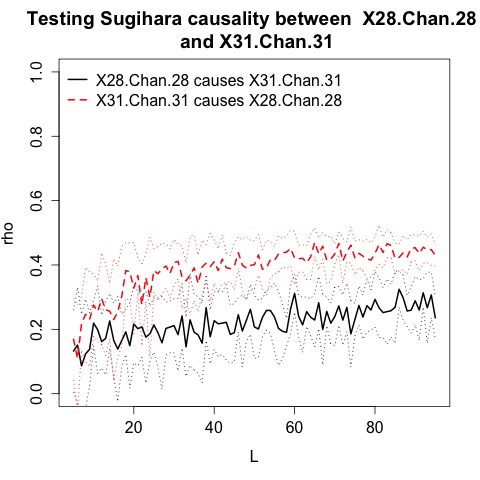 Testing Sugihara causality between  X28.Chan.28
and X31.Chan.31
X28.Chan.28 causes X31.Chan.31
X31.Chan.31 causes X28.Chan.28
rho
1.0
0.8
0.6
0.4
0.2
0.0
20 40 60 80
L